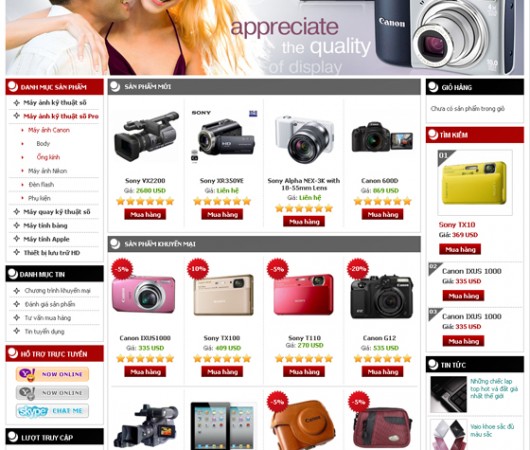 appreciate
the quality
of display
Canon
DANH MỤC SẢN PHẨM
Máy ảnh kỹ thuật số
Máy ảnh kỹ thuật số Pro
Máy ảnh Canon
Body
Ống kính
Máy ảnh Nikon
Đèn flash
Phụ kiện
Máy quay kỹ thuật số
Máy tính bảng
Máy tính Apple
Thiết bị lưu trữ HD
DANH MỤC TIN
Chương trình khuyến mại
Đánh giá sản phẩm
Tư vấn mua hàng
Tin tuyển dụng
HỖ TRỢ TRỰC TUYẾN
NOW ONLINE
NOW ONLINE
skype CHAT ME
LƯỢT TRUY CẬP
SẢN PHẨM MỚI
SONY
Sony VX2200
Giá: 2680 USD
Mua hàng
Sony XR350VE
Giá: Liên hệ
Mua hàng
Sony Alpha NEX-3K with
18-55mm Lens
Giá: Liên hệ
Mua hàng
Canon 600D
Giá: 869 USD
Mua hàng
SẢN PHẨM KHUYẾN MẠI
-5%
Canon IXUS1000
Giá: 335 USD
Mua hàng
-10%
Sony TX100
Giá: 409 USD
Mua hàng
-5%
Sony T110
Giá: 270 USD
Mua hàng
-20%
Canon G12
Giá: 535 USD
Mua hàng
-5%
-5%
GIỎ HÀNG
Chưa có sản phẩm trong giỏ
TÌM KIẾM
01
Sony TX10
Giá: 369 USD
Mua hàng
02
Canon IXUS 1000
Giá: 335 USD
Mua hàng
03
Canon IXUS 1000
Giá: 335 USD
Mua hàng
TIN TỨC
Những chiếc lap
top hot và đắt giá
nhất thế giới
Vaio khoe sắc đủ
màu sắc